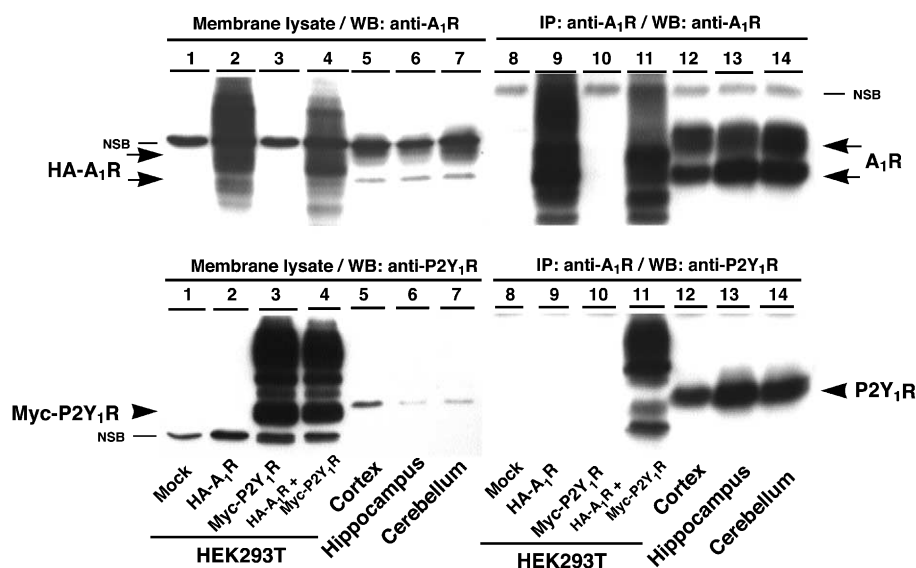 Membrane lysate / WB: anti-A₁R
IP: anti-A₁R / WB: anti-A₁R
1 2 3 4 5 6 7
8 9 10 11 12 13 14
NSB
HA-A₁R
NSB
A₁R
Membrane lysate / WB: anti-P2Y₁R
IP: anti-A₁R / WB: anti-P2Y₁R
1 2 3 4 5 6 7
8 9 10 11 12 13 14
Myc-P2Y₁R
NSB
P2Y₁R
Mock
HA-A₁R
Myc-P2Y₁R
HA-A₁R +
Myc-P2Y₁R
Cortex
Hippocampus
Cerebellum
HEK293T
Mock
HA-A₁R
Myc-P2Y₁R
HA-A₁R +
Myc-P2Y₁R
Cortex
Hippocampus
Cerebellum
HEK293T